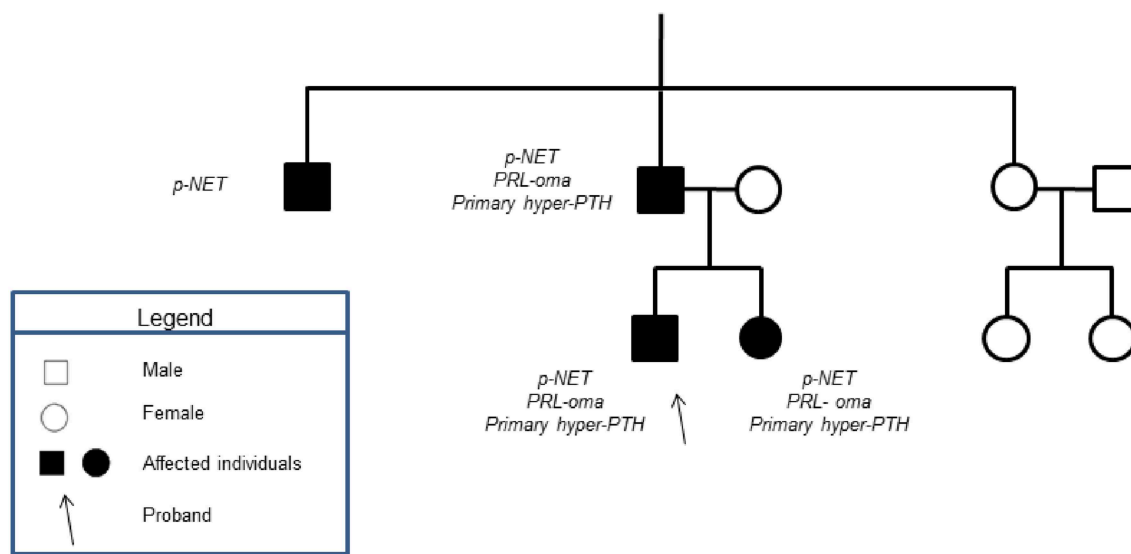 p-NET
p-NET
PRL-oma
Primary hyper-PTH
p-NET
PRL-oma
Primary hyper-PTH
p-NET
PRL- oma
Primary hyper-PTH
Legend
Male
Female
Affected individuals
Proband